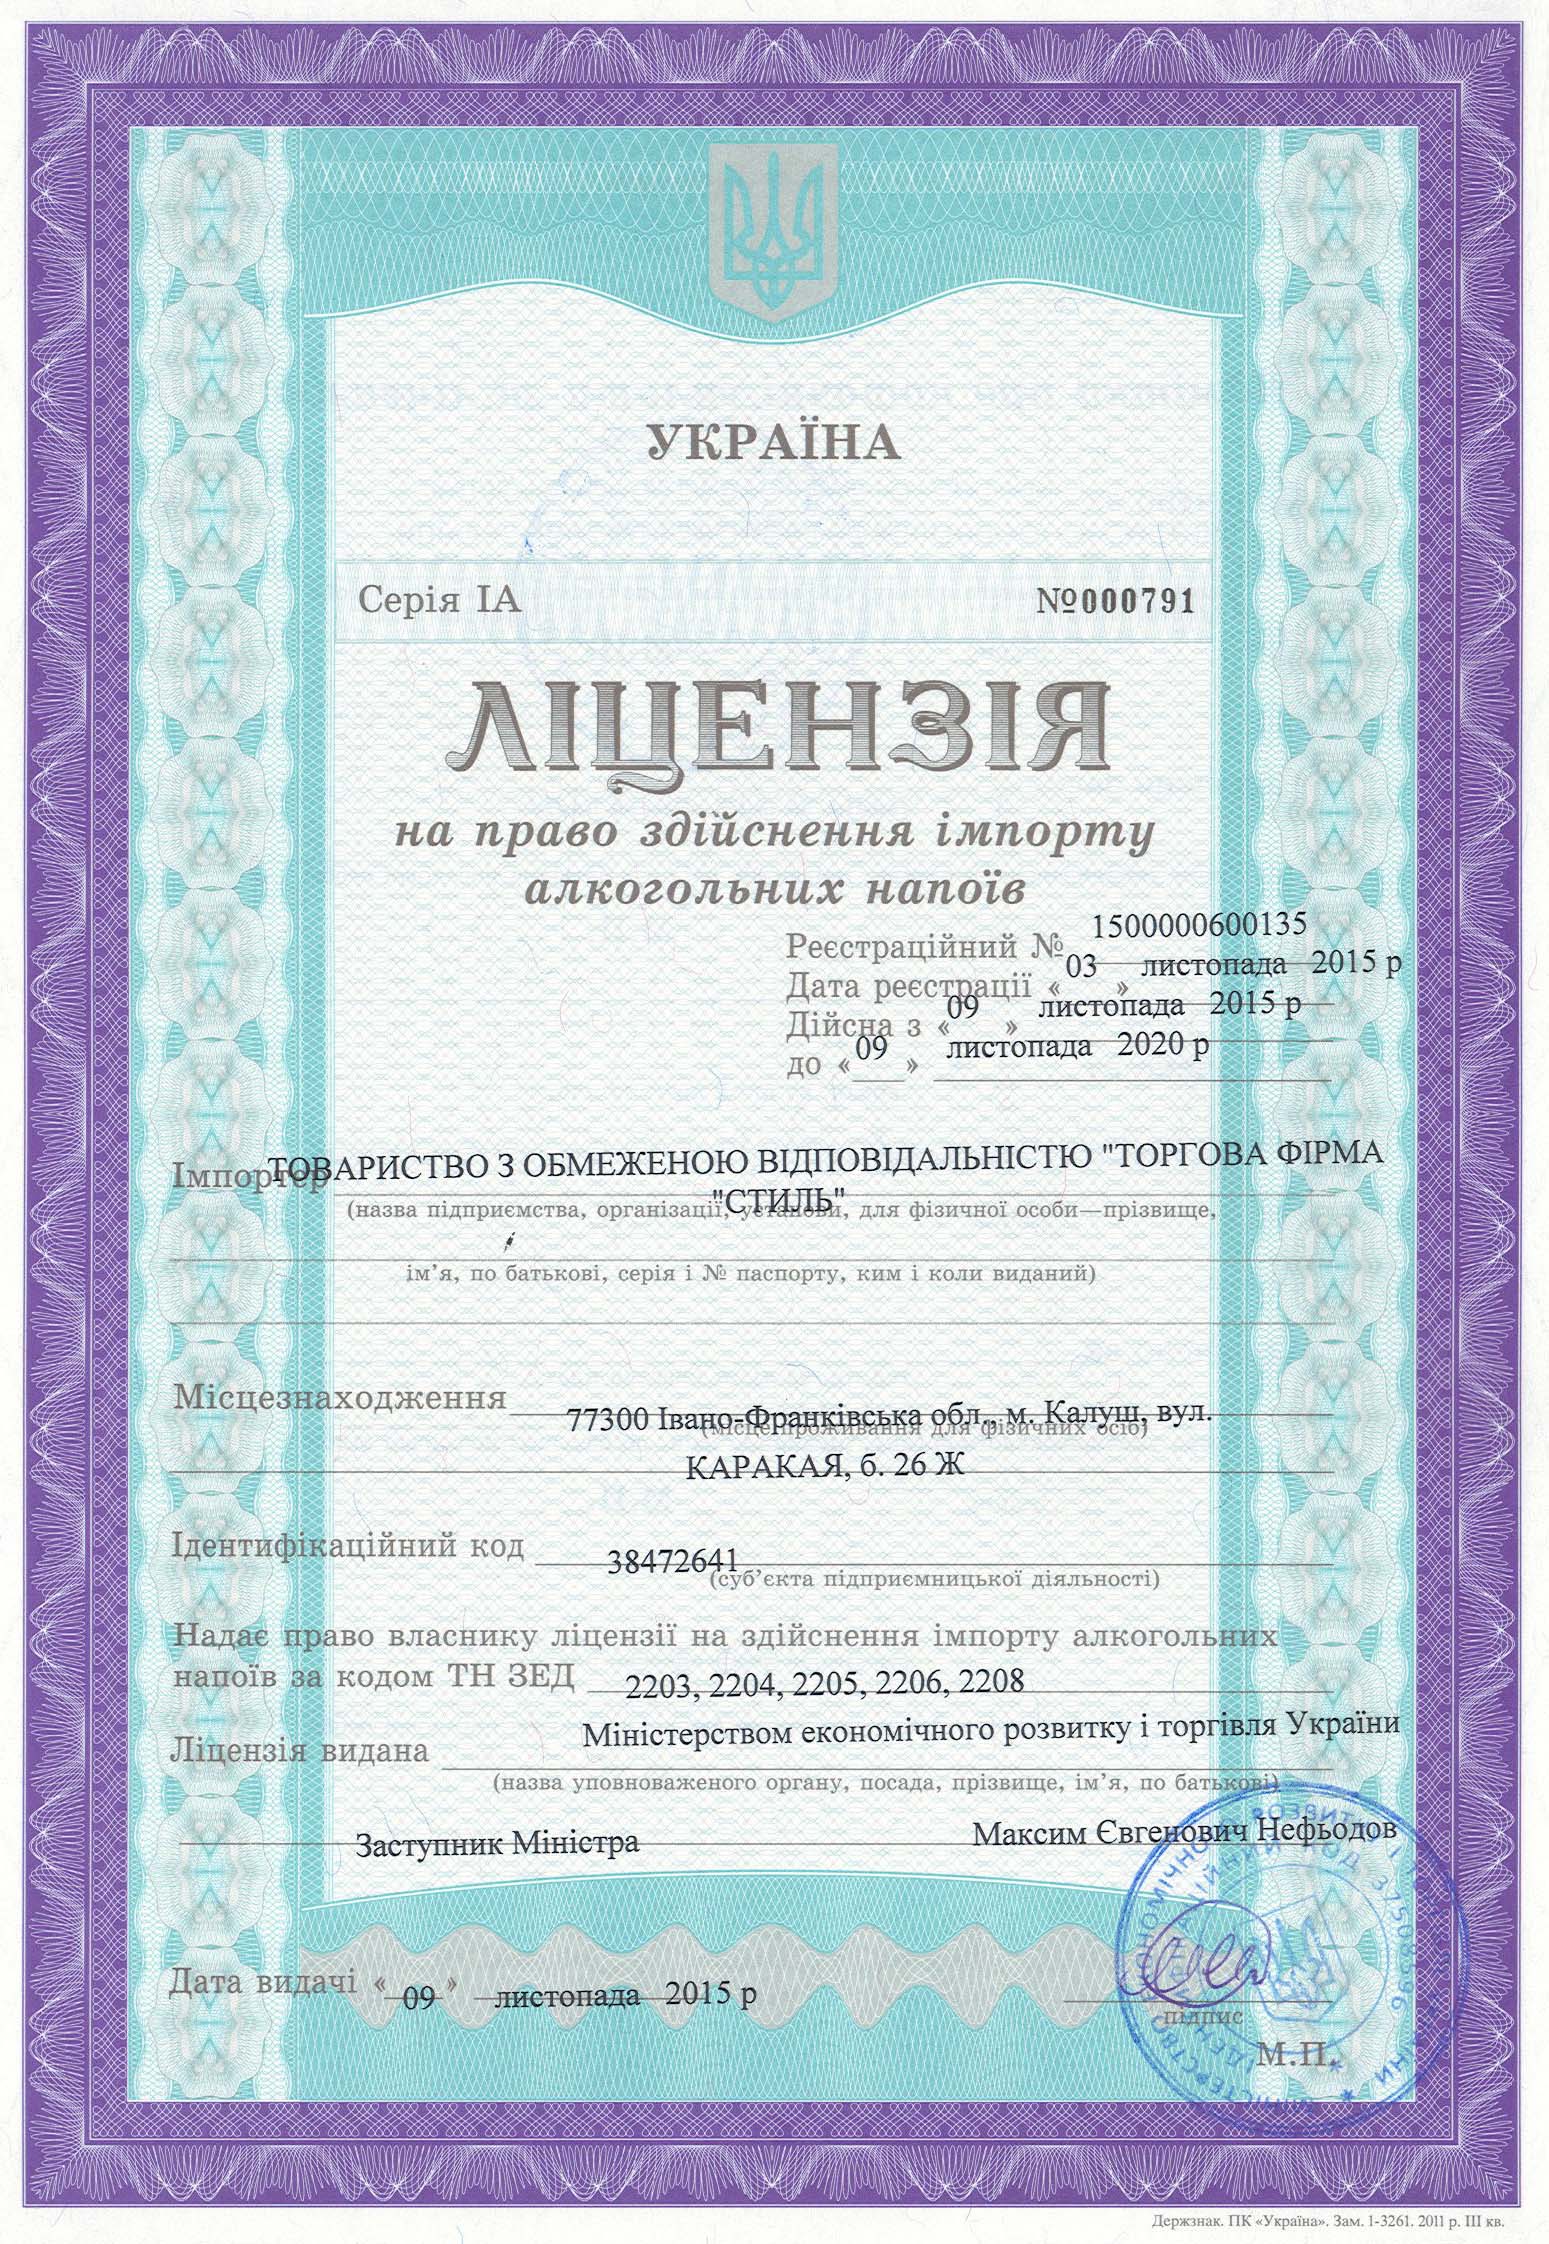 УКРАЇНА
Серія ІА №000791
ЛІЦЕНЗІЯ
на право здійснення імпорту
алкогольних напоїв
Реєстраційний № 1500000600135
Дата реєстрації « 03 » листопада 2015 р
Дійсна з « 09 » листопада 2015 р
до « 09 » листопада 2020 р
Імпортер ТОВАРИСТВО З ОБМЕЖЕНОЮ ВІДПОВІДАЛЬНІСТЮ "ТОРГОВА ФІРМА
"СТИЛЬ"
(назва підприємства, організації, установи, для фізичної особи—прізвище,
ім’я, по батькові, серія і № паспорту, ким і коли виданий)
Місцезнаходження 77300 Івано-Франківська обл., м. Калуш, вул.
(місце проживання для фізичних осіб)
КАРАКАЯ, б. 26 Ж
Ідентифікаційний код 38472641
(суб’єкта підприємницької діяльності)
Надає право власнику ліцензії на здійснення імпорту алкогольних
напоїв за кодом ТН ЗЕД 2203, 2204, 2205, 2206, 2208
Ліцензія видана Міністерством економічного розвитку і торгівля України
(назва уповноваженого органу, посада, прізвище, ім’я, по батькові)
Заступник Міністра Максим Євгенович Нефьодов
Дата видачі « 09 » листопада 2015 р
підпис
М.П.
Держзнак. ПК «Україна». Зам. 1-3261. 2011 р. III кв.